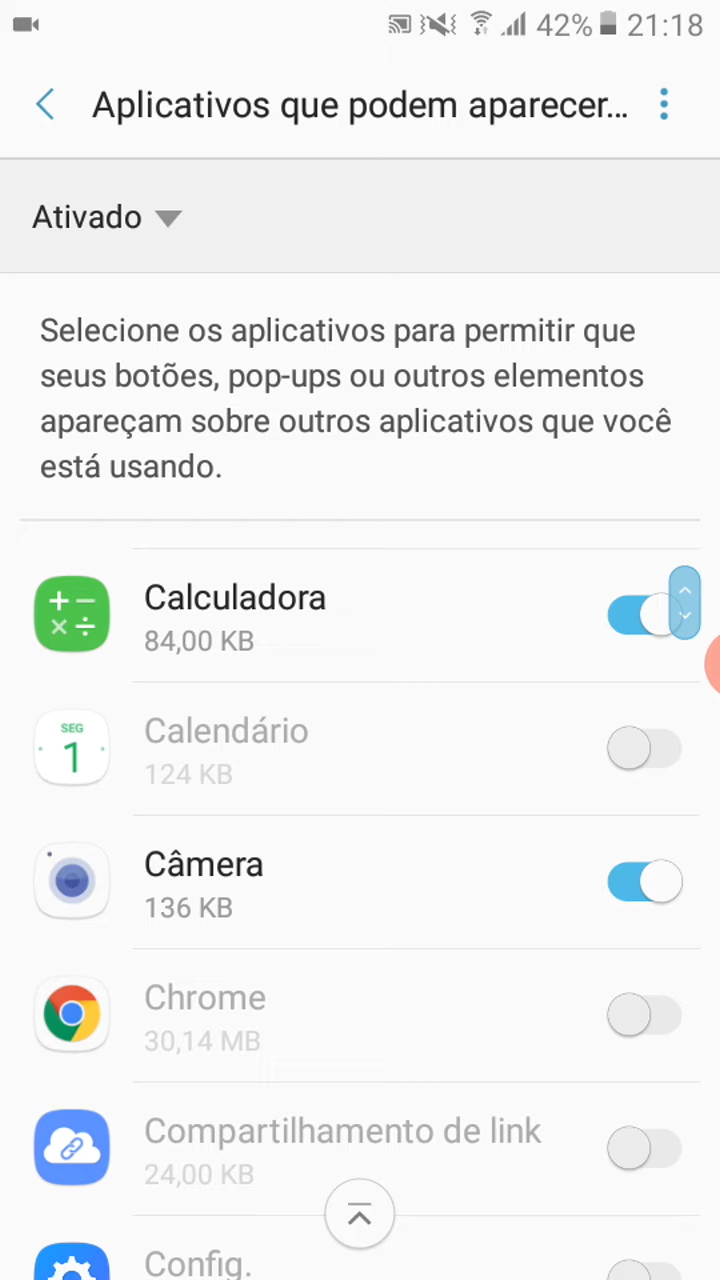 42% 21:18
Aplicativos que podem aparecer...
Ativado
Selecione os aplicativos para permitir que
seus botões, pop-ups ou outros elementos
apareçam sobre outros aplicativos que você
está usando.
Calculadora
84,00 KB
SEG
1
Calendário
124 KB
Câmera
136 KB
Chrome
30,14 MB
Compartilhamento de link
24,00 KB
Config.